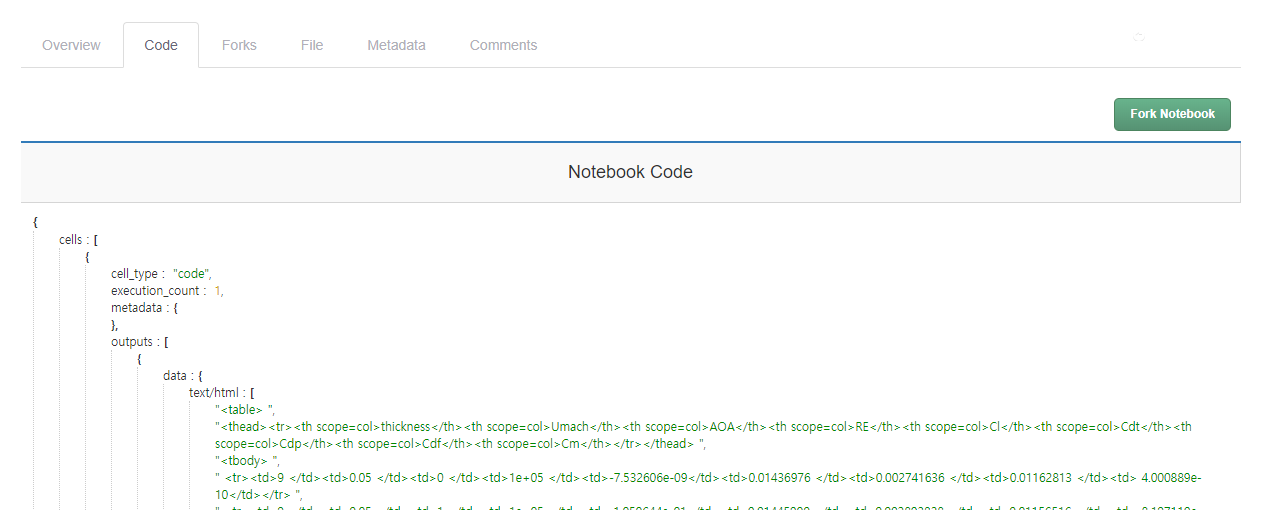 Overview Code Forks File Metadata Comments
Fork Notebook
Notebook Code
{
cells : [
{
cell_type : "code",
execution_count : 1,
metadata : {
},
outputs : [
{
data : {
text/html : [
"<table> ",
"<thead><tr><th scope=col>thickness</th><th scope=col>Umach</th><th scope=col>AOA</th><th scope=col>RE</th><th scope=col>Cl</th><th scope=col>Cdt</th><th
scope=col>Cdp</th><th scope=col>Cdf</th><th scope=col>Cm</th></tr></thead> ",
"<tbody> ",
" <tr><td>9 </td><td>0.05 </td><td>0 </td><td>1e+05 </td><td>-7.532606e-09</td><td>0.01436976 </td><td>0.002741636 </td><td>0.01162813 </td><td> 4.000889e-
10</td></tr> ",